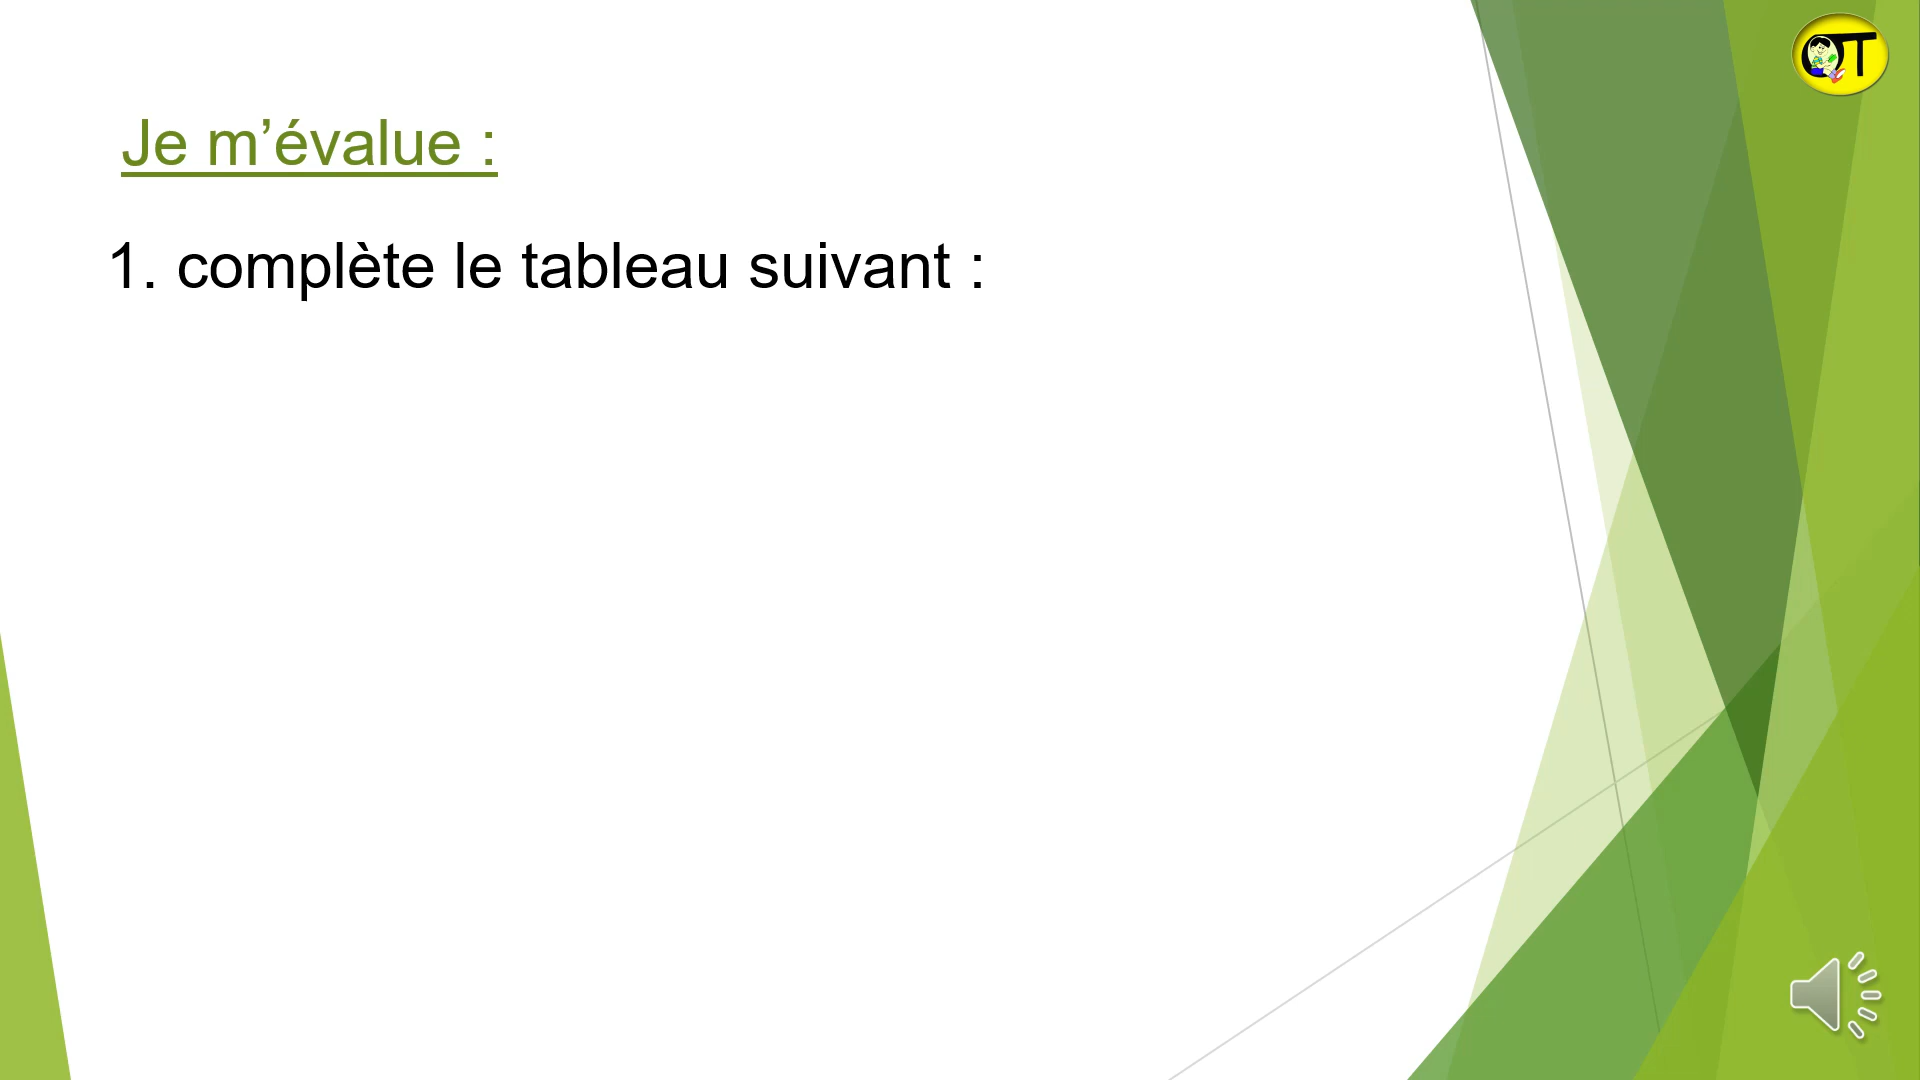 Je m’évalue :
1. complète le tableau suivant :